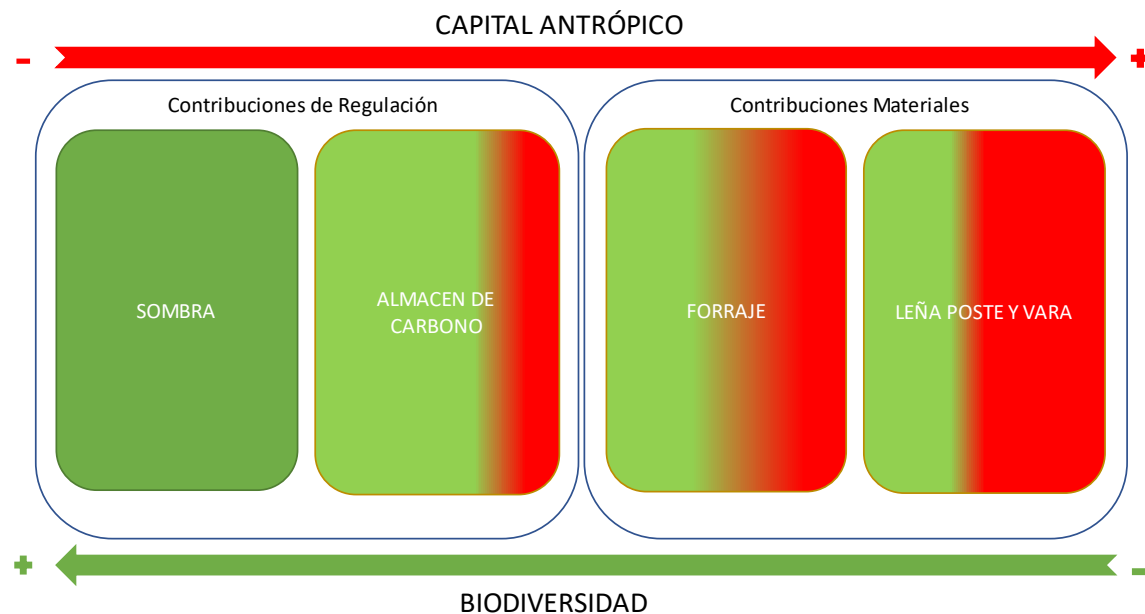 CAPITAL ANTRÓPICO
- +
Contribuciones de Regulación
Contribuciones Materiales
SOMBRA
ALMACEN DE
CARBONO
FORRAJE
LEÑA POSTE Y VARA
+ -
BIODIVERSIDAD